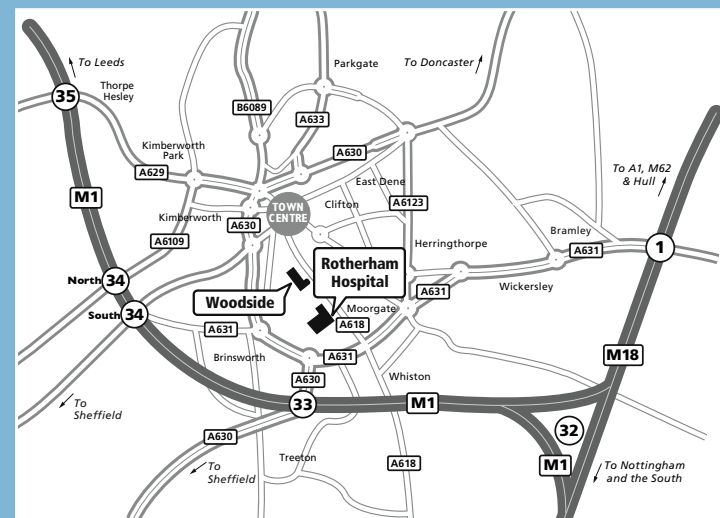 To Leeds
Parkgate
To Doncaster
Thorpe
Hesley
35
B6089
A633
Kimberworth
Park
A630
A629
To A1, M62
& Hull
East Dene
M1
TOWN
CENTRE
Clifton
A6123
Kimberworth
A630
Bramley
A6109
Herringthorpe
A631
1
Rotherham
Hospital
North
34
Wickersley
Woodside
A631
Moorgate
South
34
A618
A631
Brinsworth
A631
M18
A630
Whiston
33
M1
To
Sheffield
32
A630
Treeton
To
Sheffield
A618
M1
To Nottingham
and the South